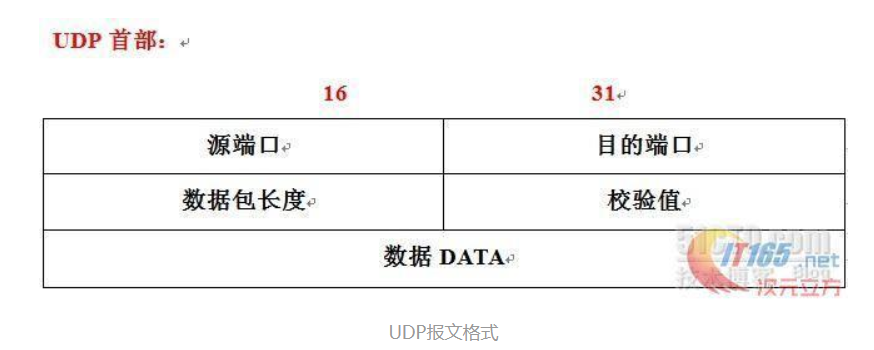 UDP 首部：
16 31
源端口 目的端口
数据包长度 校验值
数据 DATA
51CTO.com
技术博客 Blog
IT165.net
次元立方
UDP报文格式